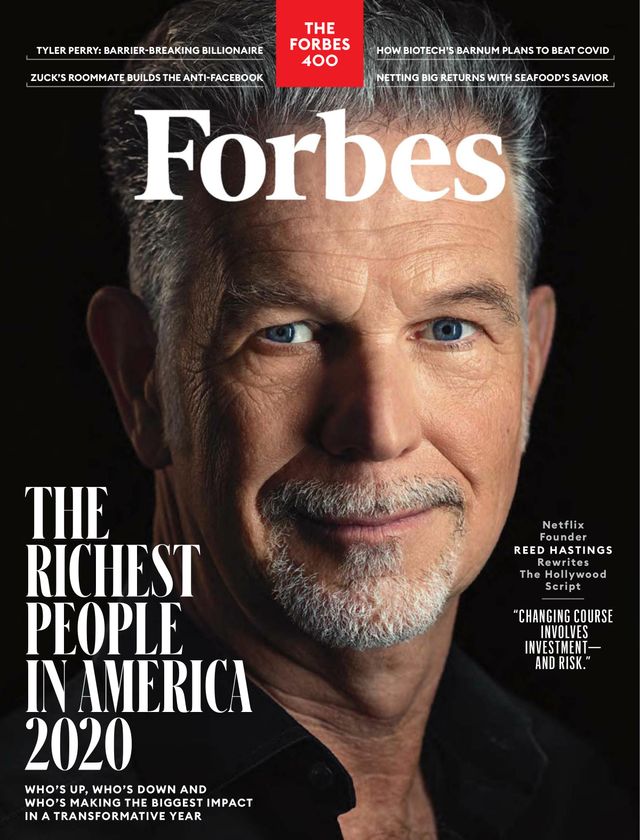 THE
FORBES
400
TYLER PERRY: BARRIER-BREAKING BILLIONAIRE
ZUCK'S ROOMMATE BUILDS THE ANTI-FACEBOOK
HOW BIOTECH'S BARNUM PLANS TO BEAT COVID
NETTING BIG RETURNS WITH SEAFOOD'S SAVIOR
Forbes
THE
RICHEST
PEOPLE
IN AMERICA
2020
WHO'S UP, WHO'S DOWN AND
WHO'S MAKING THE BIGGEST IMPACT
IN A TRANSFORMATIVE YEAR
Netflix
Founder
REED HASTINGS
Rewrites
The Hollywood
Script
“CHANGING COURSE
INVOLVES
INVESTMENT—
AND RISK.”